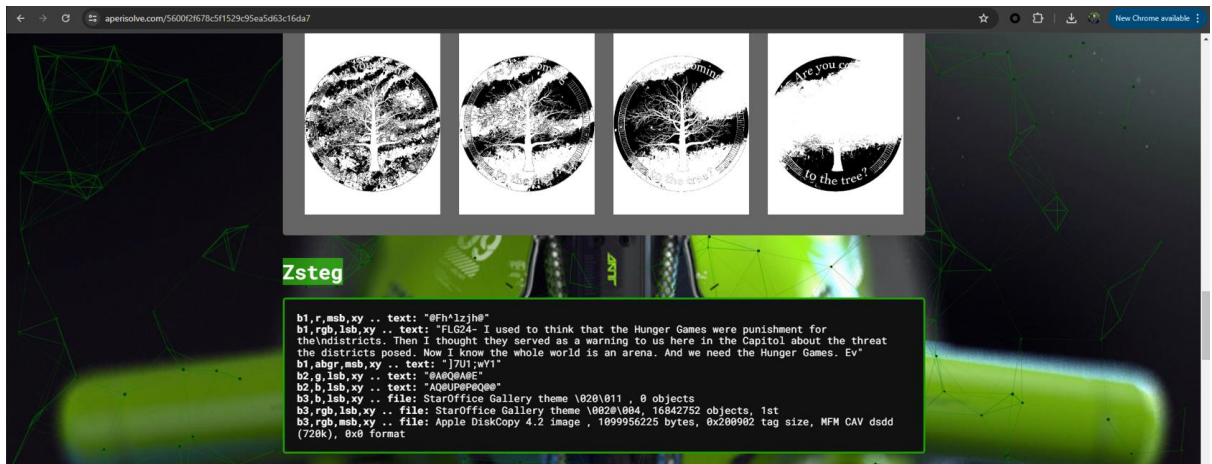 aperisolve.com/5600f2f678c5f1529c95ea5d63c16da7
New Chrome available
Are you coming
to the tree?
Are you co
to the tree?
Zsteg
b1,r,msb,xy .. text: "@Fh^lzjh@"
b1,rgb,lsb,xy .. text: "FLG24- I used to think that the Hunger Games were punishment for
the\ndistricts. Then I thought they served as a warning to us here in the Capitol about the threat
the districts posed. Now I know the whole world is an arena. And we need the Hunger Games. Ev"
b1,abgr,msb,xy .. text: "]7U1;wY1"
b2,g,lsb,xy .. text: "@A@Q@A@E"
b2,b,lsb,xy .. text: "AQ@UP@P@Q@@"
b3,b,lsb,xy .. file: StarOffice Gallery theme \020\011 , 0 objects
b3,rgb,lsb,xy .. file: StarOffice Gallery theme \002@\004, 16842752 objects, 1st
b3,rgb,msb,xy .. file: Apple DiskCopy 4.2 image , 1099956225 bytes, 0x200902 tag size, MFM CAV dsdd
(720k), 0x0 format